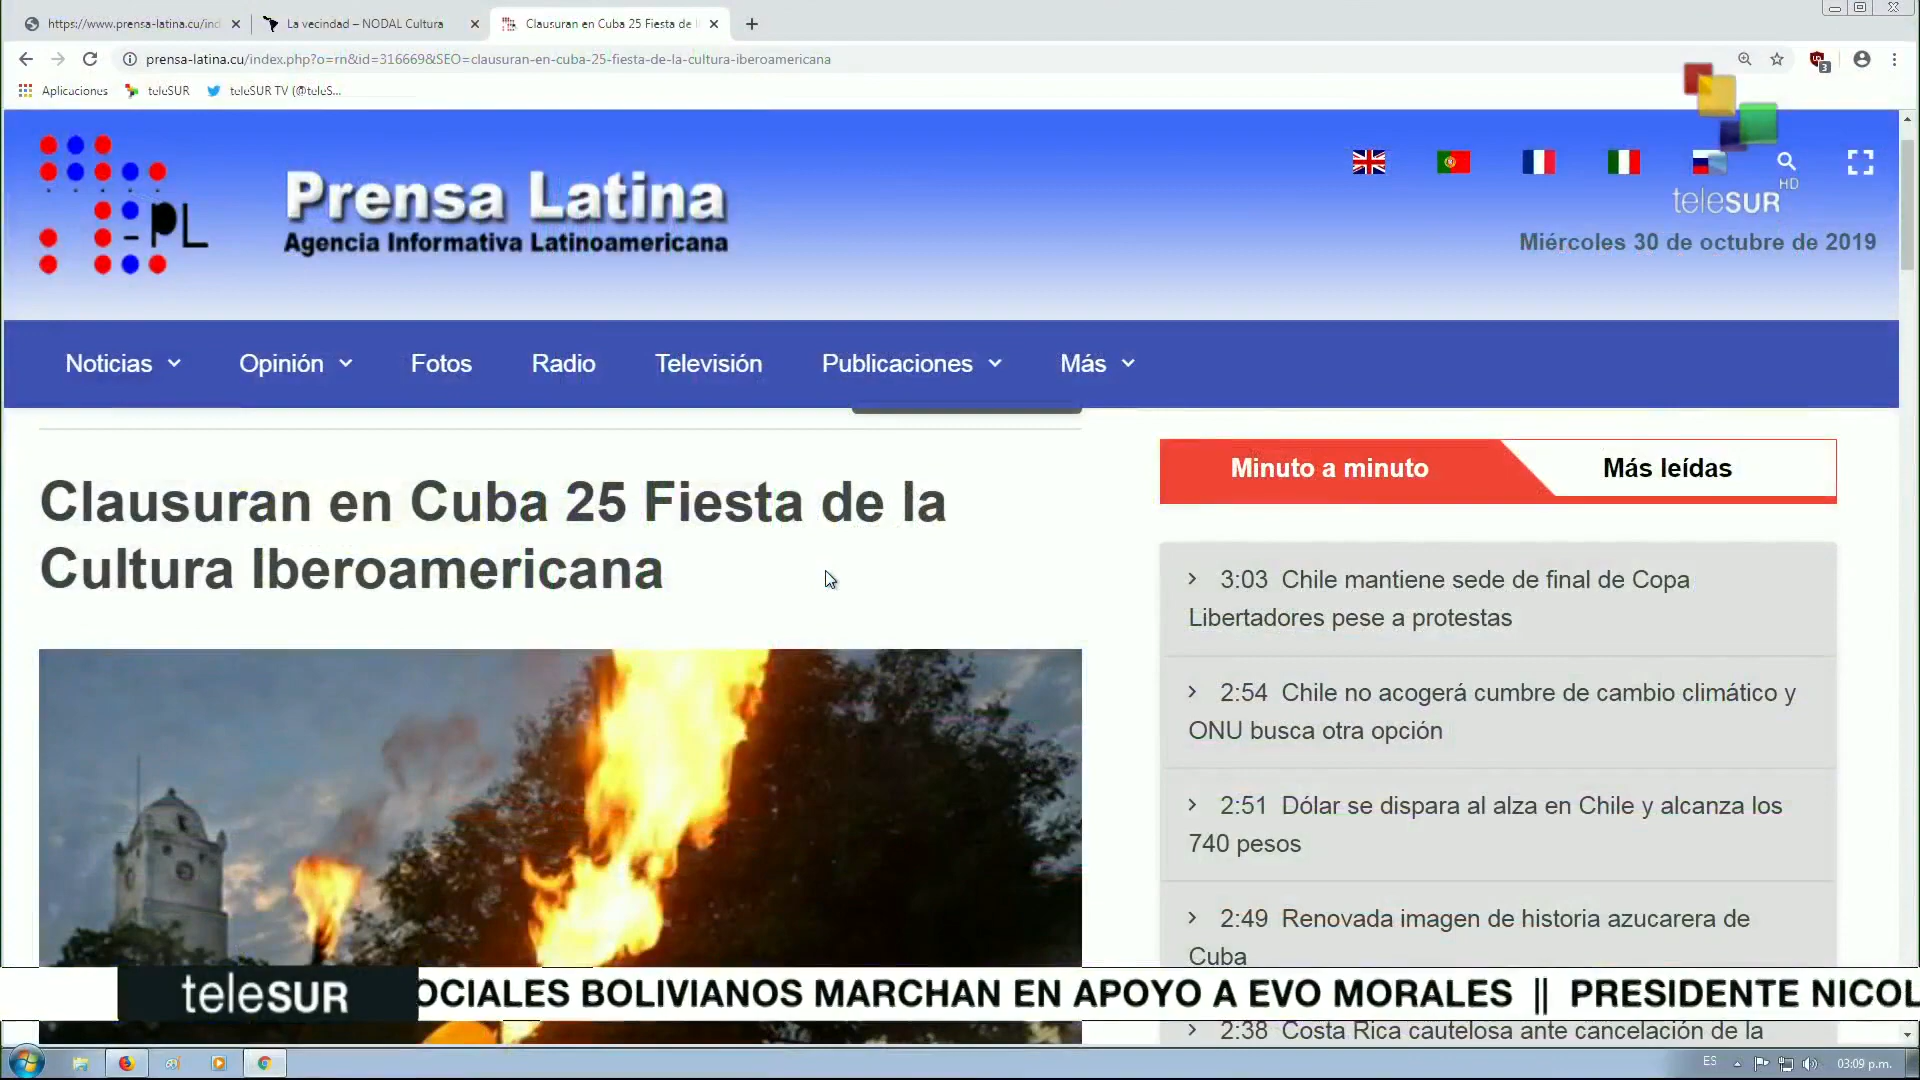 https://www.prensa-latina.cu/ind
La vecindad – NODAL Cultura
Clausuran en Cuba 25 Fiesta de l
prensa-latina.cu/index.php?o=rn&id=316669&SEO=clausuran-en-cuba-25-fiesta-de-la-cultura-iberoamericana
3
Aplicaciones
teleSUR
teleSUR TV (@teleS...
PL
Prensa Latina
Agencia Informativa Latinoamericana
HD
teleSUR
Miércoles 30 de octubre de 2019
Noticias
Opinión
Fotos
Radio
Televisión
Publicaciones
Más
Clausuran en Cuba 25 Fiesta de la
Cultura Iberoamericana
Minuto a minuto
Más leídas
3:03 Chile mantiene sede de final de Copa
Libertadores pese a protestas
2:54 Chile no acogerá cumbre de cambio climático y
ONU busca otra opción
2:51 Dólar se dispara al alza en Chile y alcanza los
740 pesos
2:49 Renovada imagen de historia azucarera de
Cuba
teleSUR
OCIALES BOLIVIANOS MARCHAN EN APOYO A EVO MORALES || PRESIDENTE NICOL
2:38 Costa Rica cautelosa ante cancelación de la
ES
03:09 p.m.